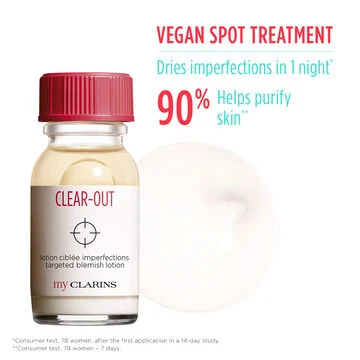 VEGAN SPOT TREATMENT
Dries imperfections in 1 night*
90% Helps purify
skin**
CLEAR-OUT
lotion ciblée imperfections
targeted blemish lotion
my CLARINS
*Consumer test, 78 women, after the first application in a 14-day study.
**Consumer test, 78 women – 7 days.